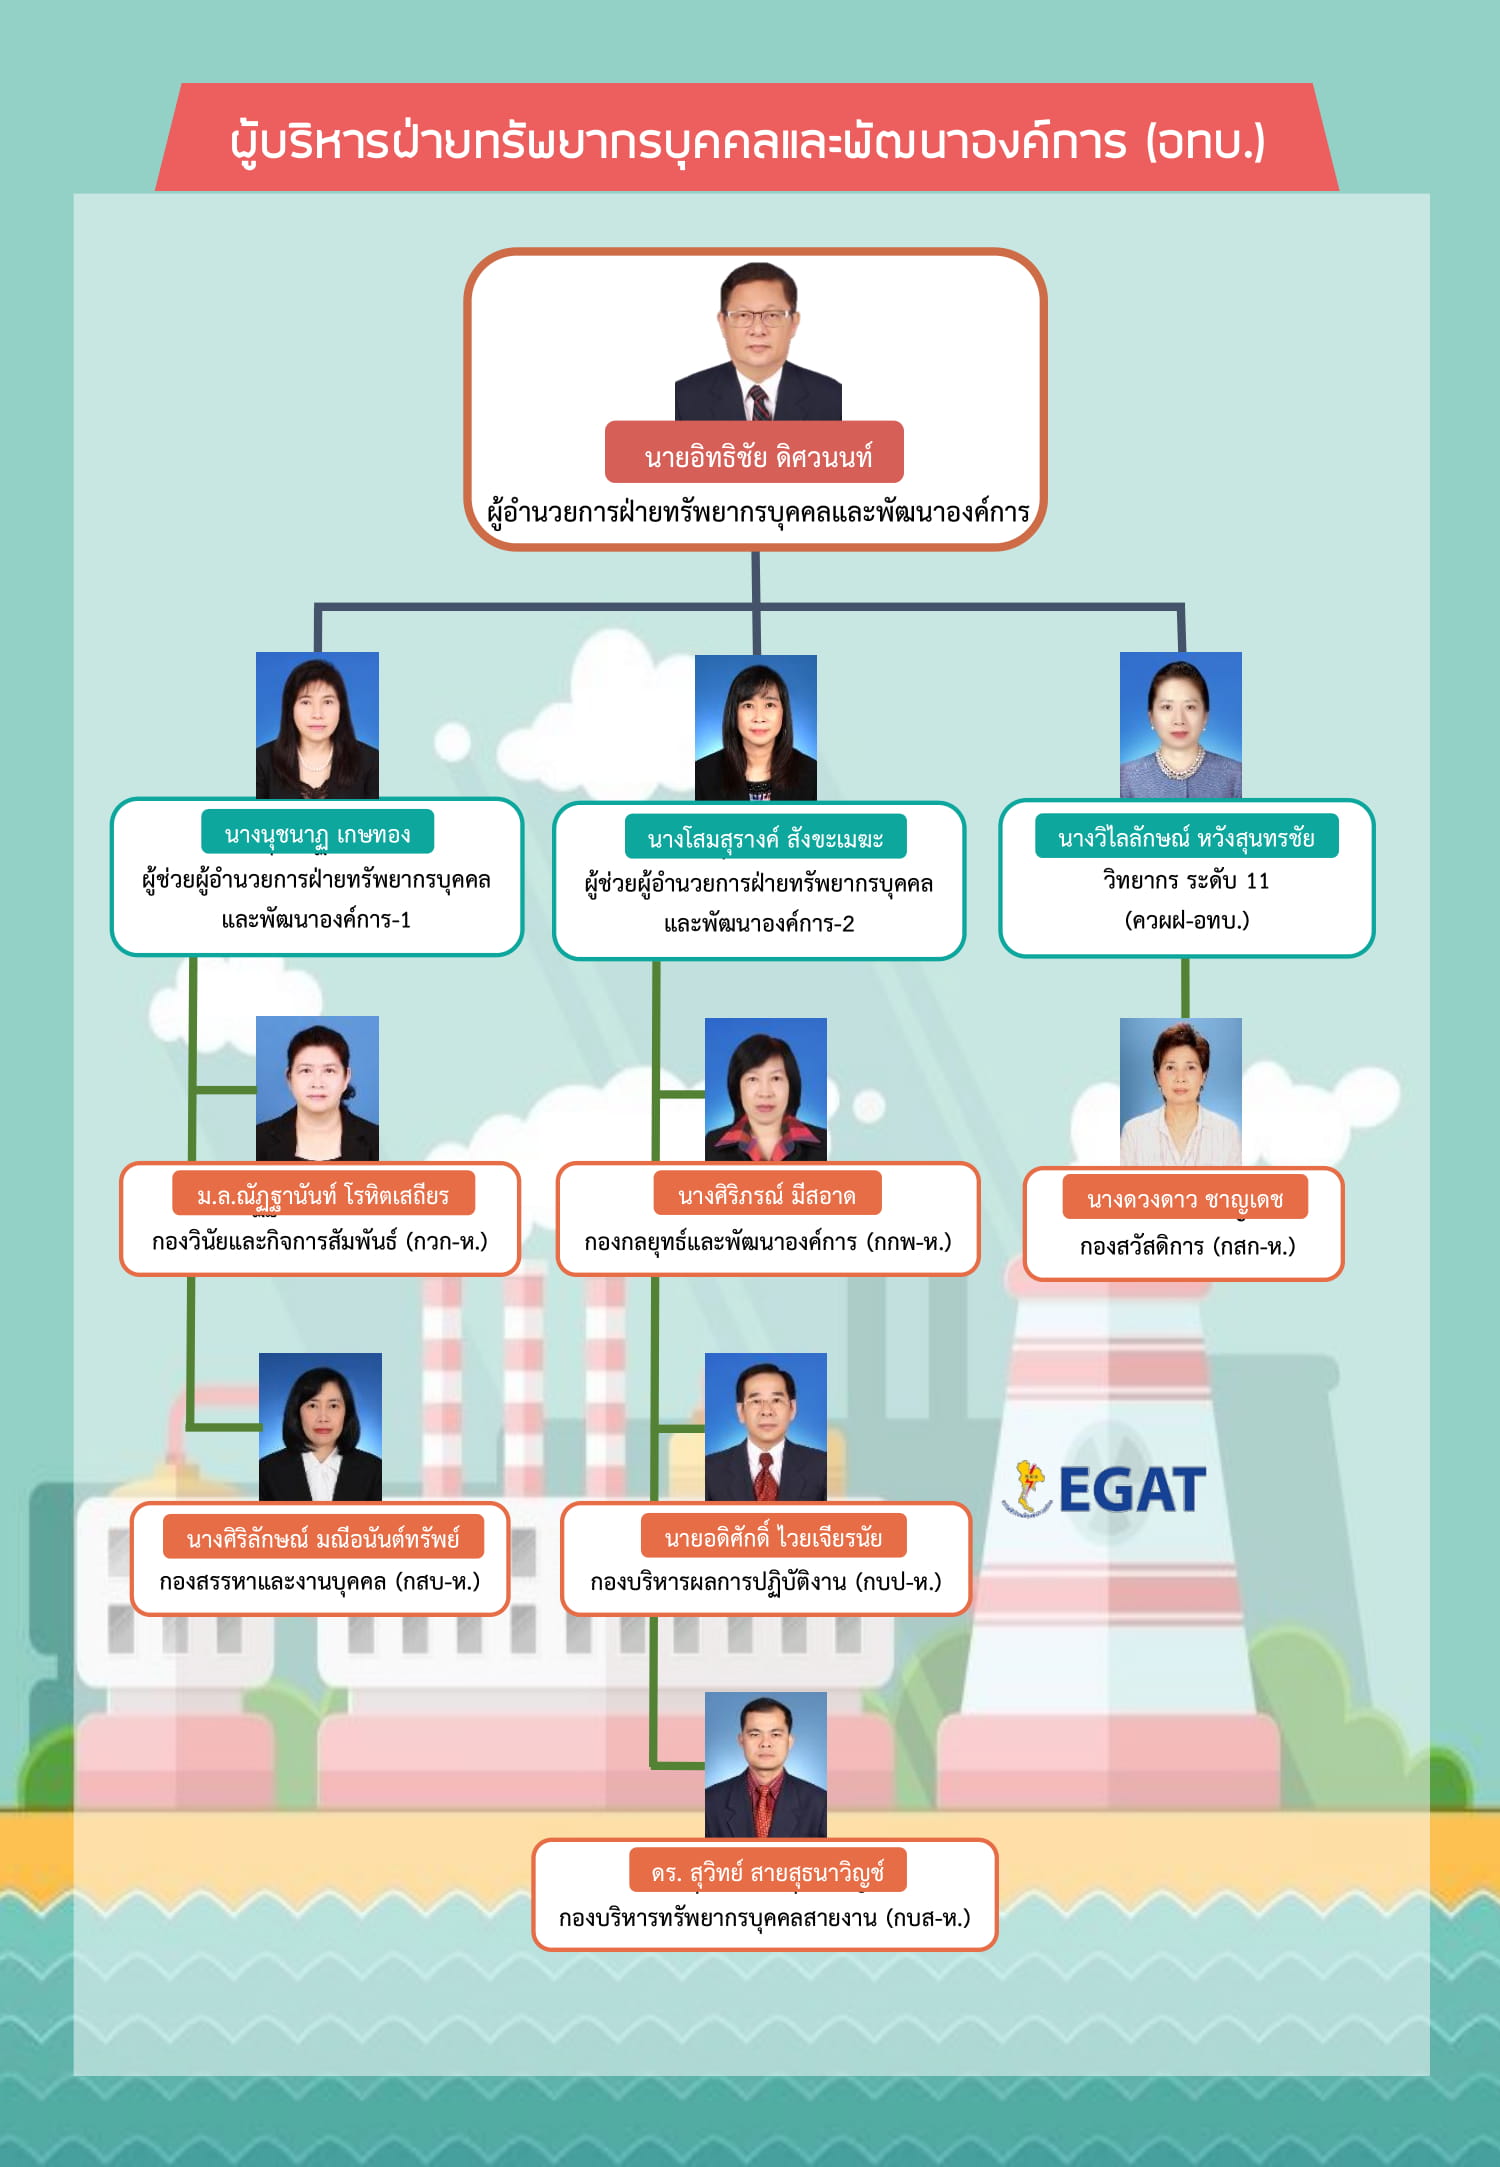 ผู้บริหารฝ่ายทรัพยากรบุคคลและพัฒนาองค์การ (อทบ.)
นายอิทธิชัย ดิศวนนท์
ผู้อำนวยการฝ่ายทรัพยากรบุคคลและพัฒนาองค์การ
นางนุชนาฏ เกษทอง
ผู้ช่วยผู้อำนวยการฝ่ายทรัพยากรบุคคล
และพัฒนาองค์การ-1
นางโสมสุรางค์ สังขะเมฆะ
ผู้ช่วยผู้อำนวยการฝ่ายทรัพยากรบุคคล
และพัฒนาองค์การ-2
นางวิไลลักษณ์ หวังสุนทรชัย
วิทยากร ระดับ 11
(ควผฝ-อทบ.)
ม.ล.ณัฏฐานันท์ โรหิตเสถียร
กองวินัยและกิจการสัมพันธ์ (กวก-ห.)
นางศิริภรณ์ มีสอาด
กองกลยุทธ์และพัฒนาองค์การ (กกพ-ห.)
นางดวงดาว ชาญเดช
กองสวัสดิการ (กสก-ห.)
นางศิริลักษณ์ มณีอนันต์ทรัพย์
กองสรรหาและงานบุคคล (กสบ-ห.)
นายอดิศักดิ์ ไวยเจียรนัย
กองบริหารผลการปฏิบัติงาน (กบป-ห.)
EGAT
ดร. สุวิทย์ สายสุธนาวิญช์
กองบริหารทรัพยากรบุคคลสายงาน (กบส-ห.)